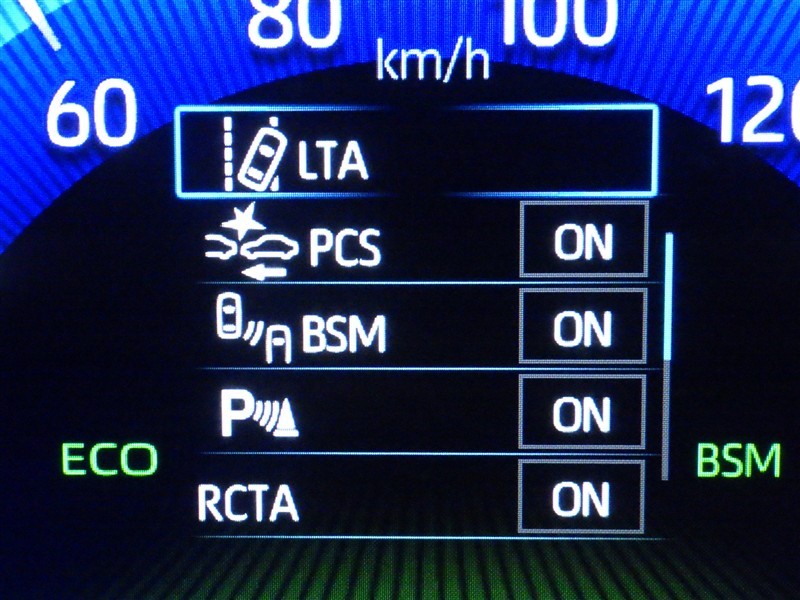 80 100
km/h
60 120
LTA
PCS ON
BSM ON
P ON
ECO BSM
RCTA ON